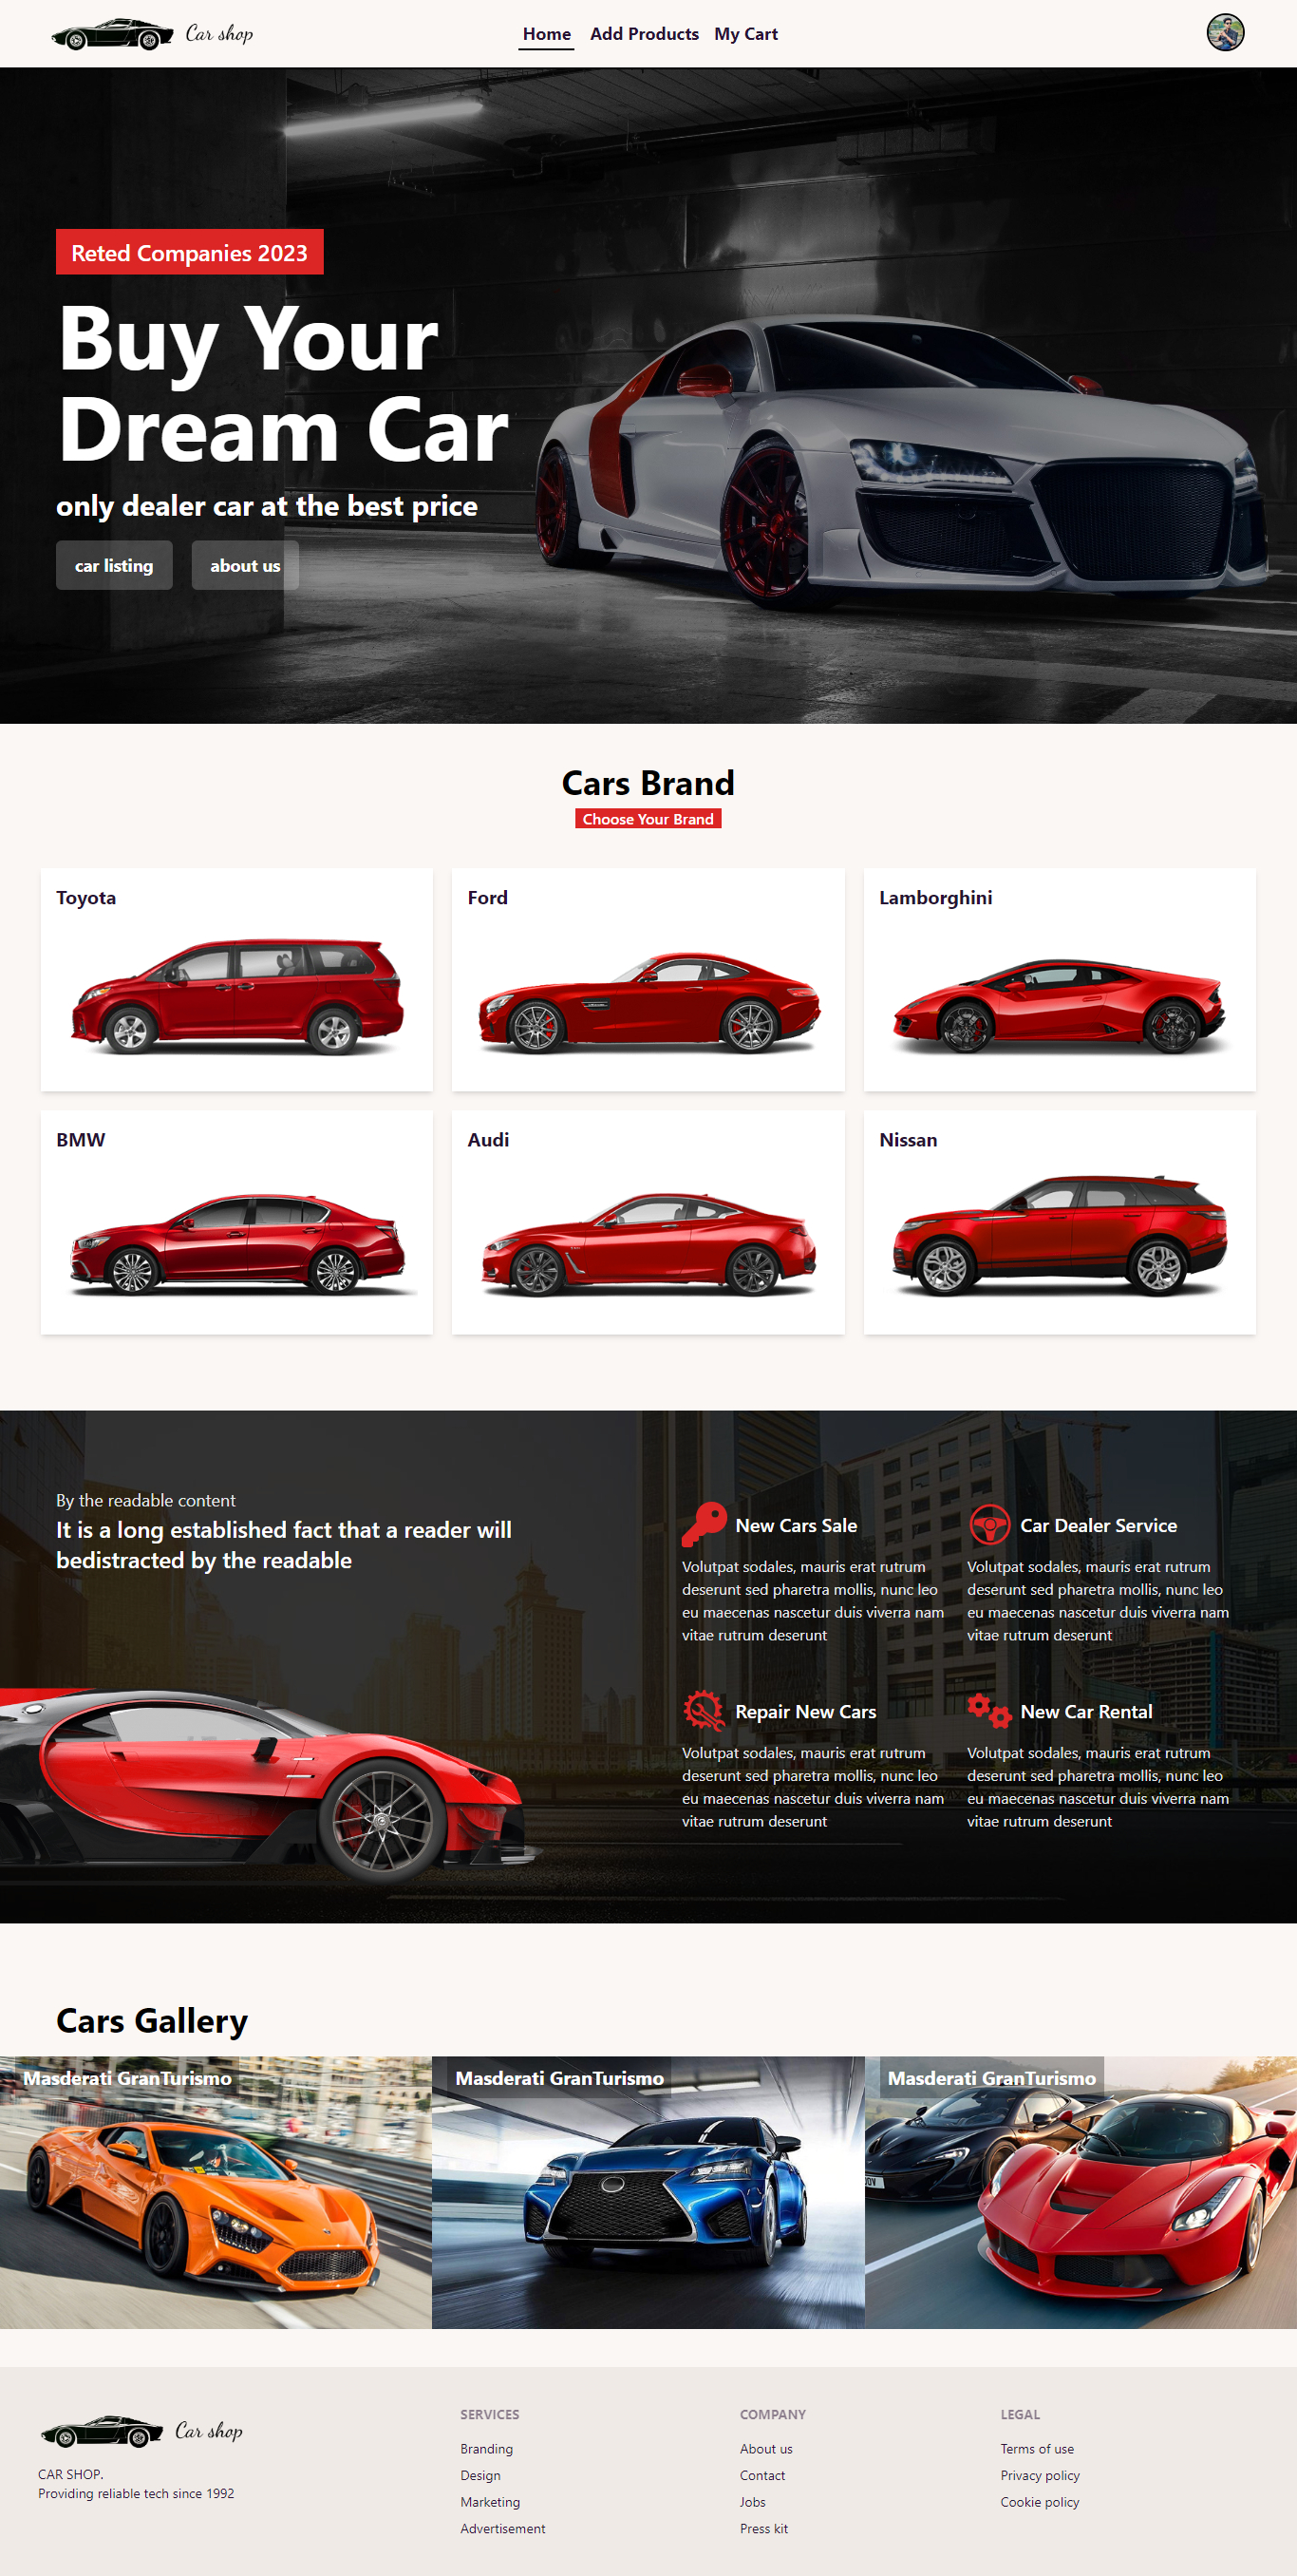 Car shop
Home Add Products My Cart
Reted Companies 2023
Buy Your
Dream Car
only dealer car at the best price
car listing about us
Cars Brand
Choose Your Brand
Toyota
Ford
Lamborghini
BMW
Audi
Nissan
By the readable content
It is a long established fact that a reader will
bedistracted by the readable
New Cars Sale
Volutpat sodales, mauris erat rutrum
deserunt sed pharetra mollis, nunc leo
eu maecenas nascetur duis viverra nam
vitae rutrum deserunt
Car Dealer Service
Volutpat sodales, mauris erat rutrum
deserunt sed pharetra mollis, nunc leo
eu maecenas nascetur duis viverra nam
vitae rutrum deserunt
Repair New Cars
Volutpat sodales, mauris erat rutrum
deserunt sed pharetra mollis, nunc leo
eu maecenas nascetur duis viverra nam
vitae rutrum deserunt
New Car Rental
Volutpat sodales, mauris erat rutrum
deserunt sed pharetra mollis, nunc leo
eu maecenas nascetur duis viverra nam
vitae rutrum deserunt
Cars Gallery
Masderati GranTurismo
Masderati GranTurismo
Masderati GranTurismo
Car shop
CAR SHOP.
Providing reliable tech since 1992
SERVICES
Branding
Design
Marketing
Advertisement
COMPANY
About us
Contact
Jobs
Press kit
LEGAL
Terms of use
Privacy policy
Cookie policy